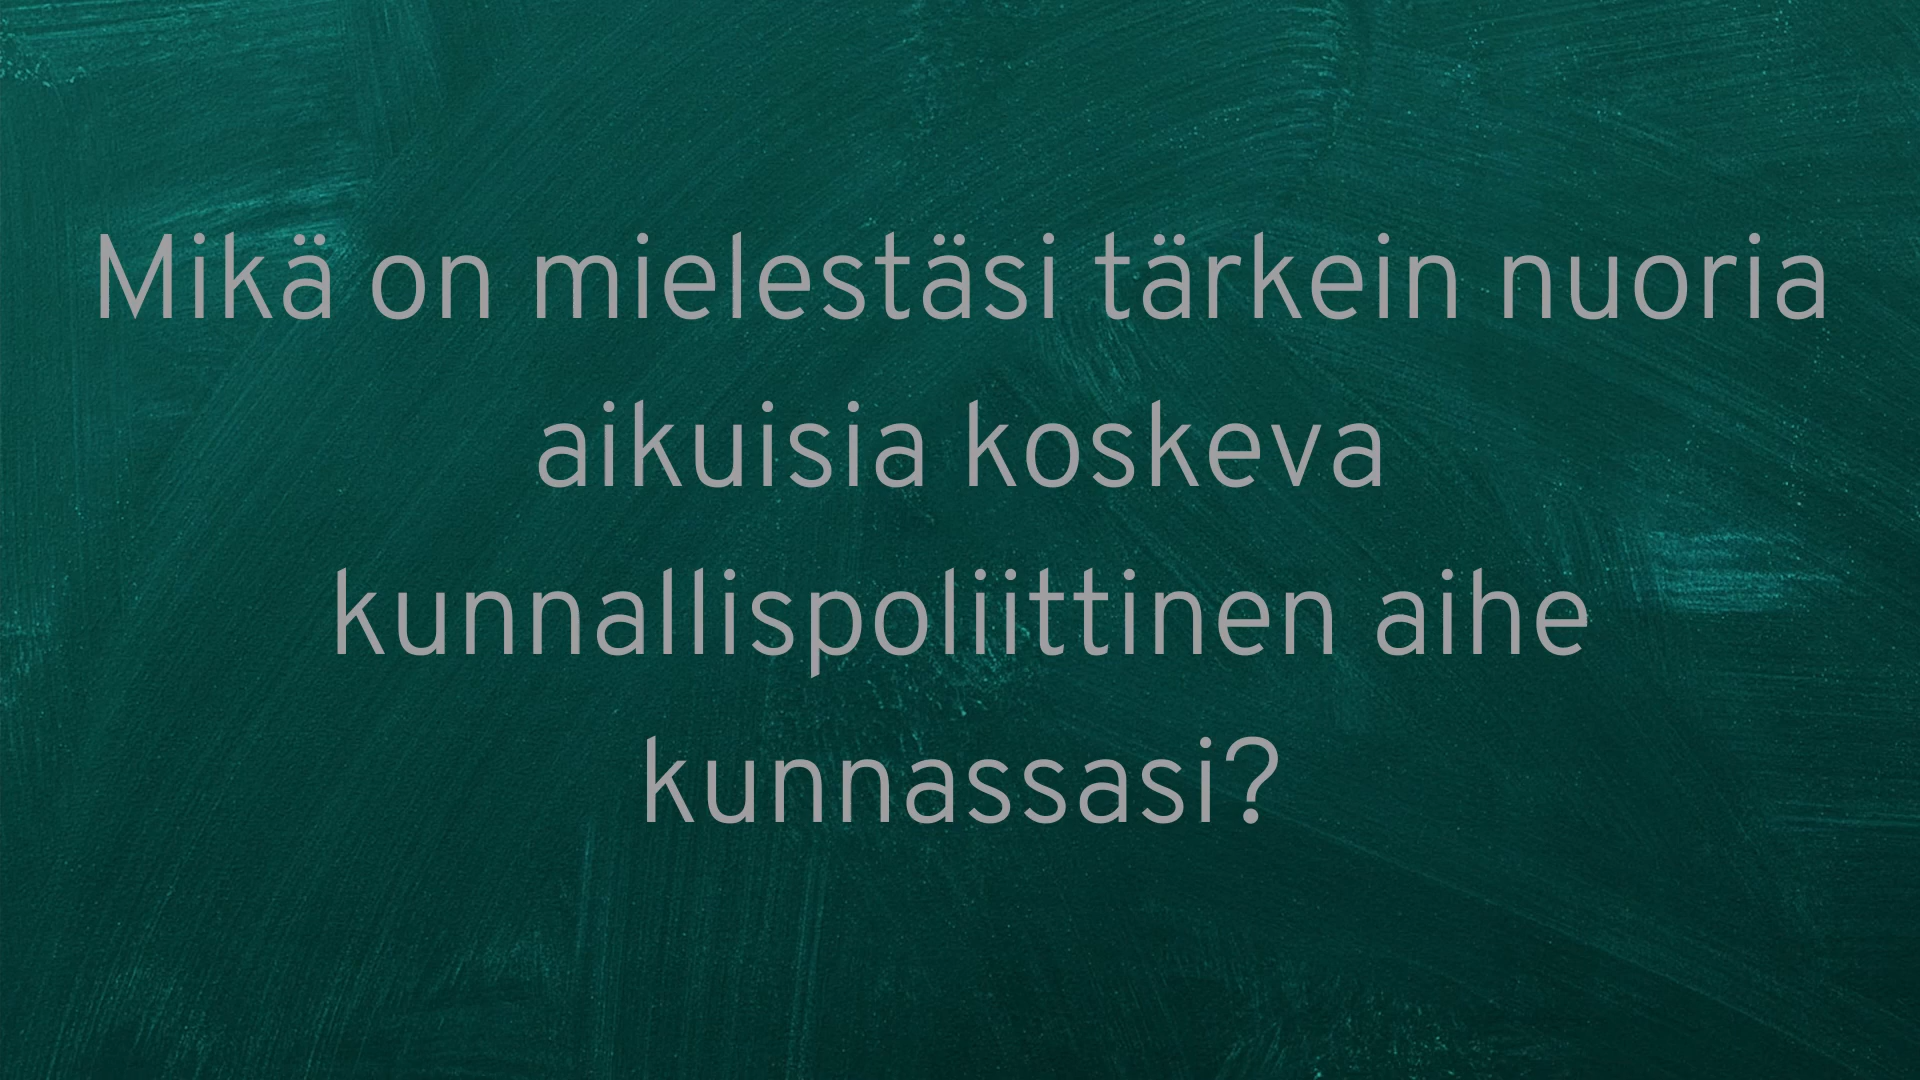 Mikä on mielestäsi tärkein nuoria
aikuisia koskeva
kunnallispoliittinen aihe
kunnassasi?